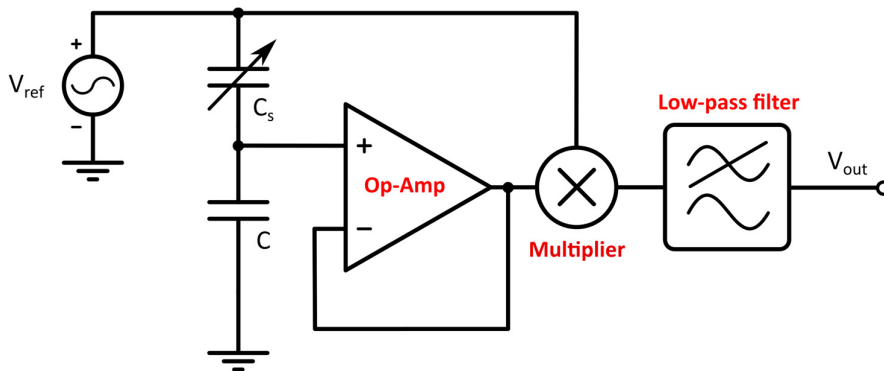 +
V_ref
−
C_s
C
+
Op-Amp
−
Multiplier
Low-pass filter
V_out